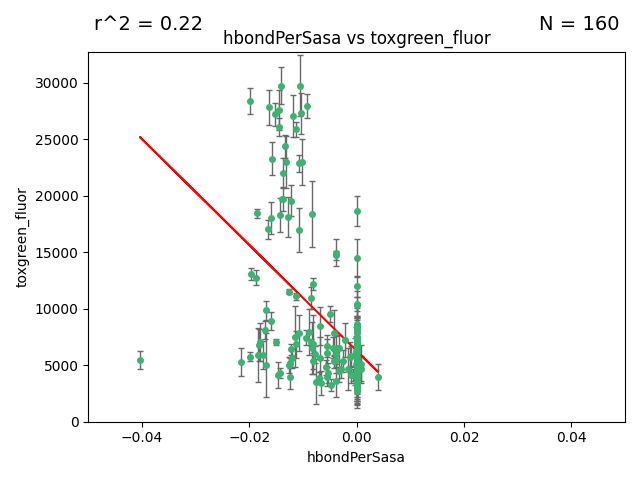 r^2 = 0.22
N = 160
hbondPerSasa vs toxgreen_fluor
30000
25000
20000
15000
10000
5000
0
toxgreen_fluor
−0.04
−0.02
0.00
0.02
0.04
hbondPerSasa